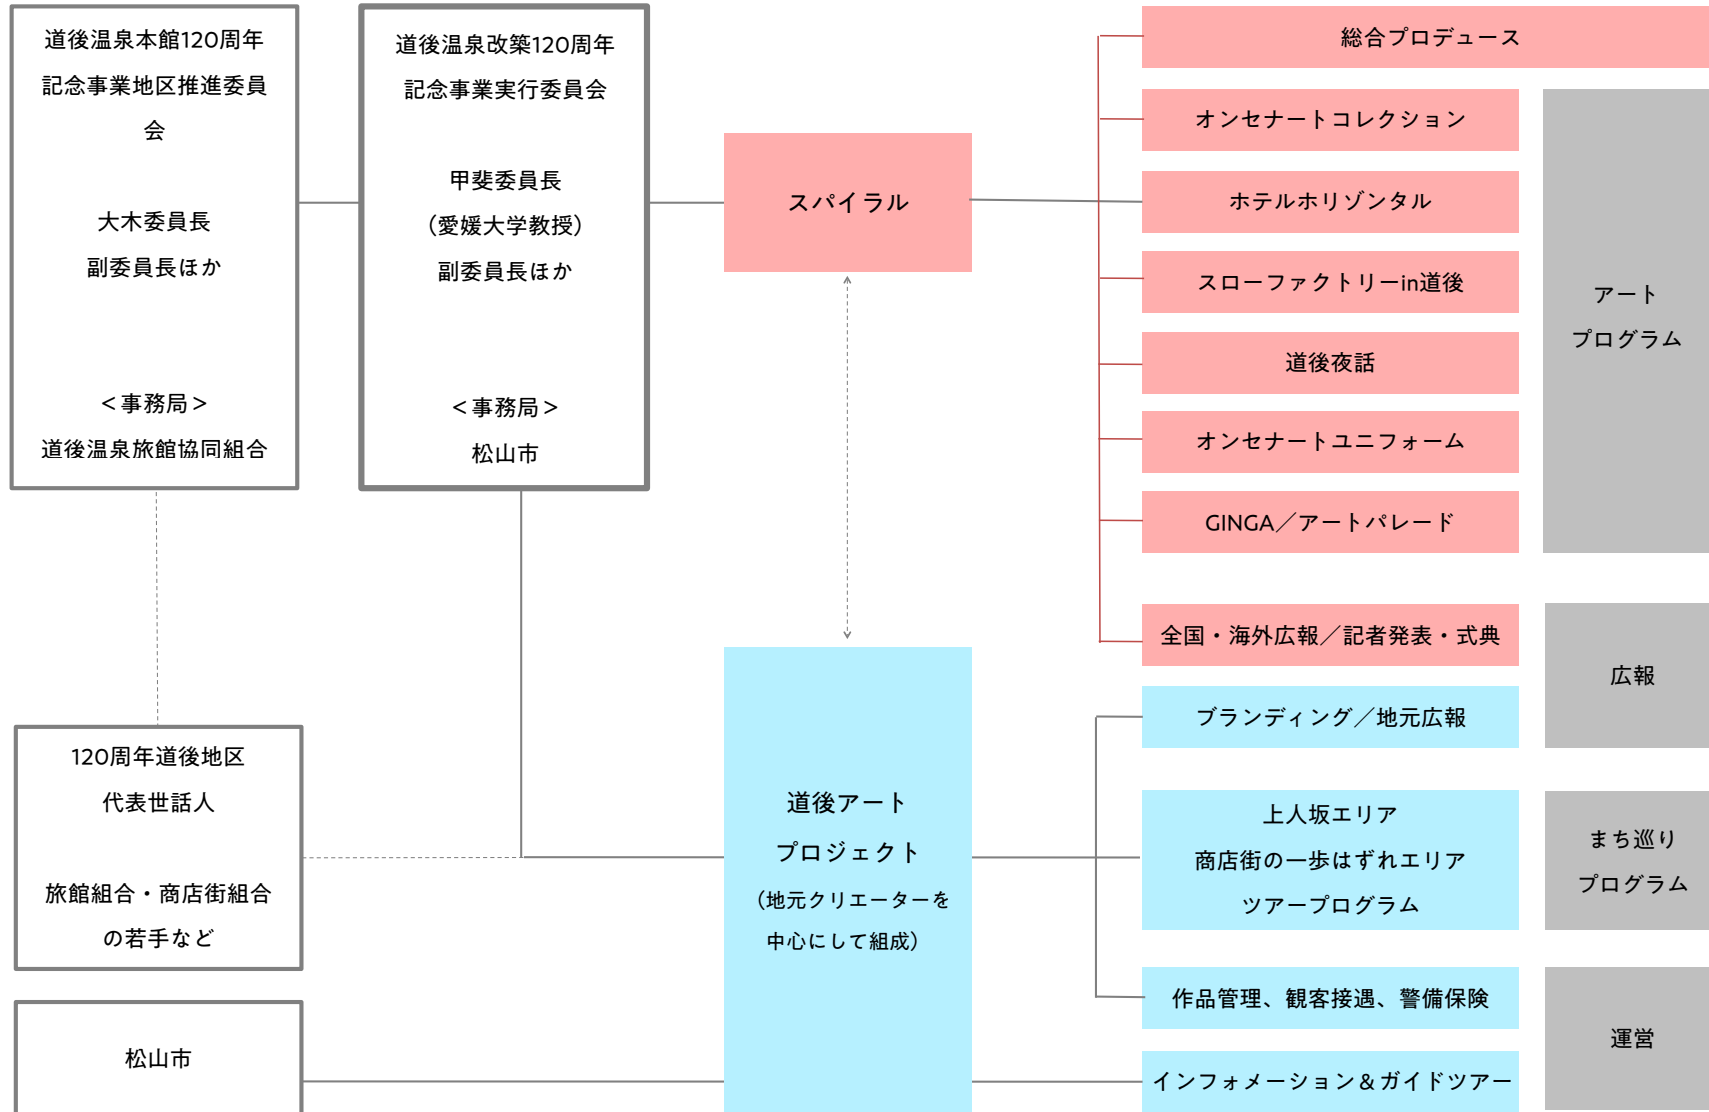 道後温泉本館120周年
記念事業地区推進委員
会
大木委員長
副委員長ほか
＜事務局＞
道後温泉旅館協同組合
道後温泉改築120周年
記念事業実行委員会
甲斐委員長
（愛媛大学教授）
副委員長ほか
＜事務局＞
松山市
スパイラル
総合プロデュース
オンセナートコレクション
ホテルホリゾンタル
スローファクトリーin道後
道後夜話
オンセナートユニフォーム
GINGA／アートパレード
アート
プログラム
全国・海外広報／記者発表・式典
ブランディング／地元広報
広報
120周年道後地区
代表世話人
旅館組合・商店街組合
の若手など
松山市
道後アート
プロジェクト
（地元クリエーターを
中心にして組成）
上人坂エリア
商店街の一歩はずれエリア
ツアープログラム
まち巡り
プログラム
作品管理、観客接遇、警備保険
インフォメーション＆ガイドツアー
運営